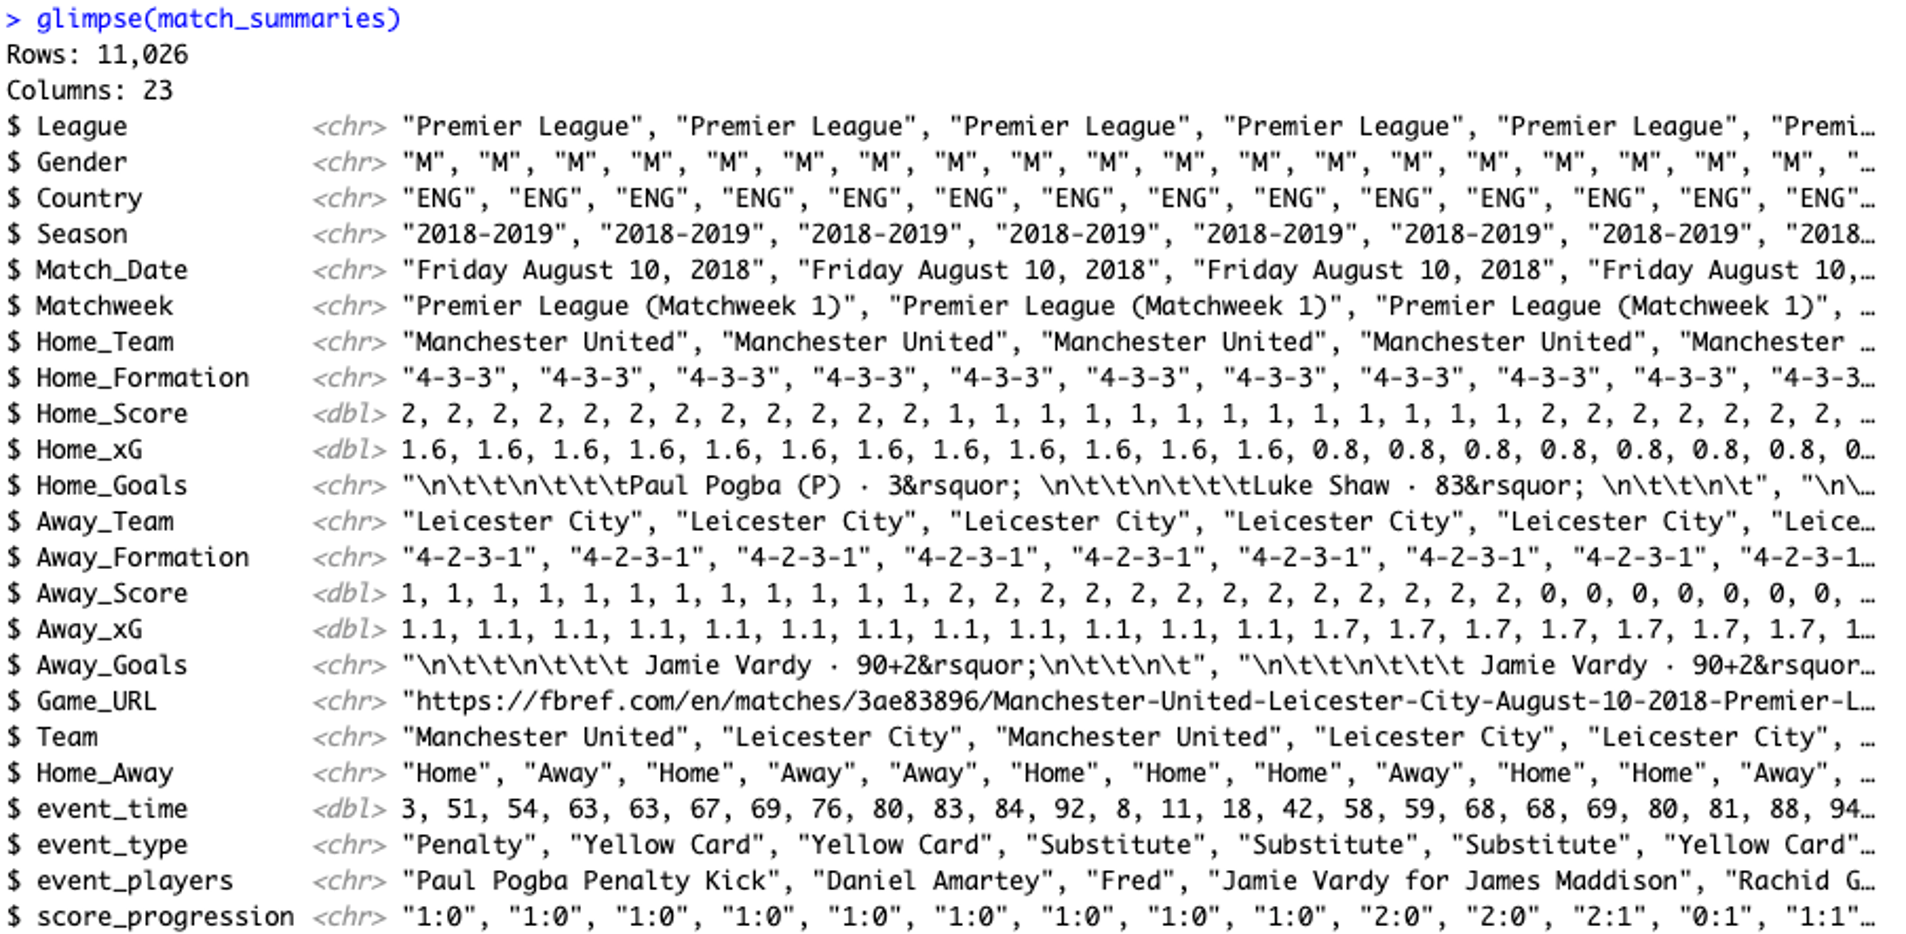 > glimpse(match_summaries)
Rows: 11,026
Columns: 23
$ League <chr> "Premier League", "Premier League", "Premier League", "Premier League", "Premier League", "Premi…
$ Gender <chr> "M", "M", "M", "M", "M", "M", "M", "M", "M", "M", "M", "M", "M", "M", "M", "M", "M", "M", "M", "…
$ Country <chr> "ENG", "ENG", "ENG", "ENG", "ENG", "ENG", "ENG", "ENG", "ENG", "ENG", "ENG", "ENG", "ENG", "ENG"…
$ Season <chr> "2018-2019", "2018-2019", "2018-2019", "2018-2019", "2018-2019", "2018-2019", "2018-2019", "2018…
$ Match_Date <chr> "Friday August 10, 2018", "Friday August 10, 2018", "Friday August 10, 2018", "Friday August 10,…
$ Matchweek <chr> "Premier League (Matchweek 1)", "Premier League (Matchweek 1)", "Premier League (Matchweek 1)", …
$ Home_Team <chr> "Manchester United", "Manchester United", "Manchester United", "Manchester United", "Manchester …
$ Home_Formation <chr> "4-3-3", "4-3-3", "4-3-3", "4-3-3", "4-3-3", "4-3-3", "4-3-3", "4-3-3", "4-3-3", "4-3-3", "4-3-3…
$ Home_Score <dbl> 2, 2, 2, 2, 2, 2, 2, 2, 2, 2, 2, 2, 1, 1, 1, 1, 1, 1, 1, 1, 1, 1, 1, 1, 1, 2, 2, 2, 2, 2, 2, 2, …
$ Home_xG <dbl> 1.6, 1.6, 1.6, 1.6, 1.6, 1.6, 1.6, 1.6, 1.6, 1.6, 1.6, 1.6, 0.8, 0.8, 0.8, 0.8, 0.8, 0.8, 0.8, 0…
$ Home_Goals <chr> "\n\t\t\n\t\t\tPaul Pogba (P) · 3&rsquor; \n\t\t\n\t\t\tLuke Shaw · 83&rsquor; \n\t\t\n\t", "\n\…
$ Away_Team <chr> "Leicester City", "Leicester City", "Leicester City", "Leicester City", "Leicester City", "Leice…
$ Away_Formation <chr> "4-2-3-1", "4-2-3-1", "4-2-3-1", "4-2-3-1", "4-2-3-1", "4-2-3-1", "4-2-3-1", "4-2-3-1", "4-2-3-1…
$ Away_Score <dbl> 1, 1, 1, 1, 1, 1, 1, 1, 1, 1, 1, 1, 2, 2, 2, 2, 2, 2, 2, 2, 2, 2, 2, 2, 2, 0, 0, 0, 0, 0, 0, 0, …
$ Away_xG <dbl> 1.1, 1.1, 1.1, 1.1, 1.1, 1.1, 1.1, 1.1, 1.1, 1.1, 1.1, 1.1, 1.7, 1.7, 1.7, 1.7, 1.7, 1.7, 1.7, 1…
$ Away_Goals <chr> "\n\t\t\n\t\t\t Jamie Vardy · 90+2&rsquor;\n\t\t\n\t", "\n\t\t\n\t\t\t Jamie Vardy · 90+2&rsquor…
$ Game_URL <chr> "https://fbref.com/en/matches/3ae83896/Manchester-United-Leicester-City-August-10-2018-Premier-L…
$ Team <chr> "Manchester United", "Leicester City", "Manchester United", "Leicester City", "Leicester City", …
$ Home_Away <chr> "Home", "Away", "Home", "Away", "Away", "Home", "Home", "Home", "Away", "Home", "Home", "Away", …
$ event_time <dbl> 3, 51, 54, 63, 63, 67, 69, 76, 80, 83, 84, 92, 8, 11, 18, 42, 58, 59, 68, 68, 69, 80, 81, 88, 94…
$ event_type <chr> "Penalty", "Yellow Card", "Yellow Card", "Substitute", "Substitute", "Substitute", "Yellow Card"…
$ event_players <chr> "Paul Pogba Penalty Kick", "Daniel Amartey", "Fred", "Jamie Vardy for James Maddison", "Rachid G…
$ score_progression <chr> "1:0", "1:0", "1:0", "1:0", "1:0", "1:0", "1:0", "1:0", "1:0", "2:0", "2:0", "2:1", "0:1", "1:1"…